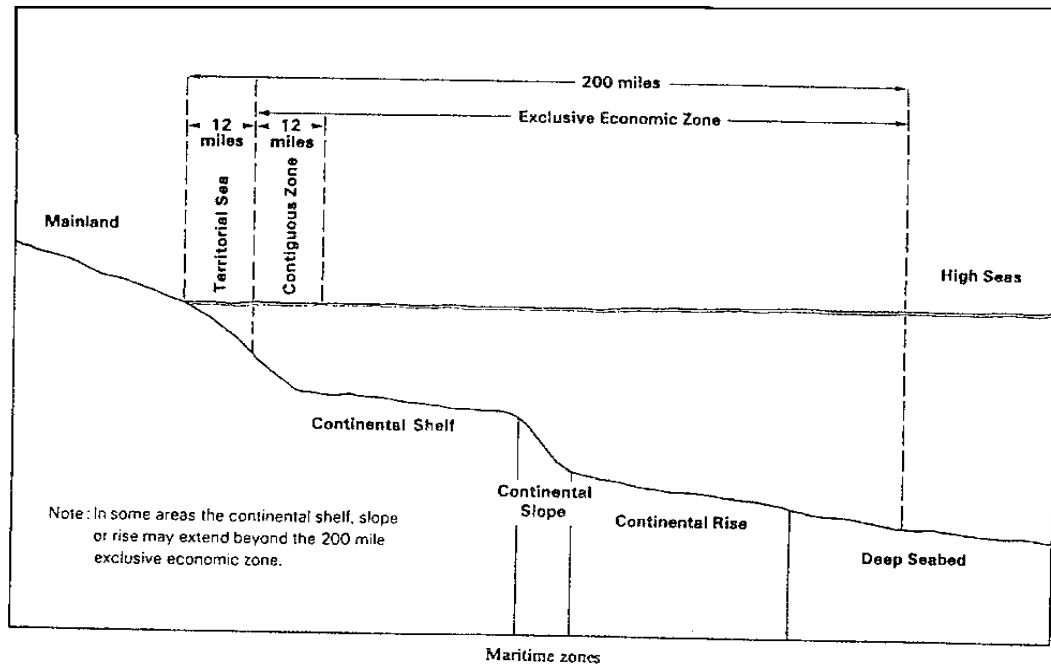 200 miles
Exclusive Economic Zone
12
miles
12
miles
Territorial Sea
Contiguous Zone
Mainland
High Seas
Continental Shelf
Continental
Slope
Continental Rise
Deep Seabed
Note: In some areas the continental shelf, slope
or rise may extend beyond the 200 mile
exclusive economic zone.
Maritime zones